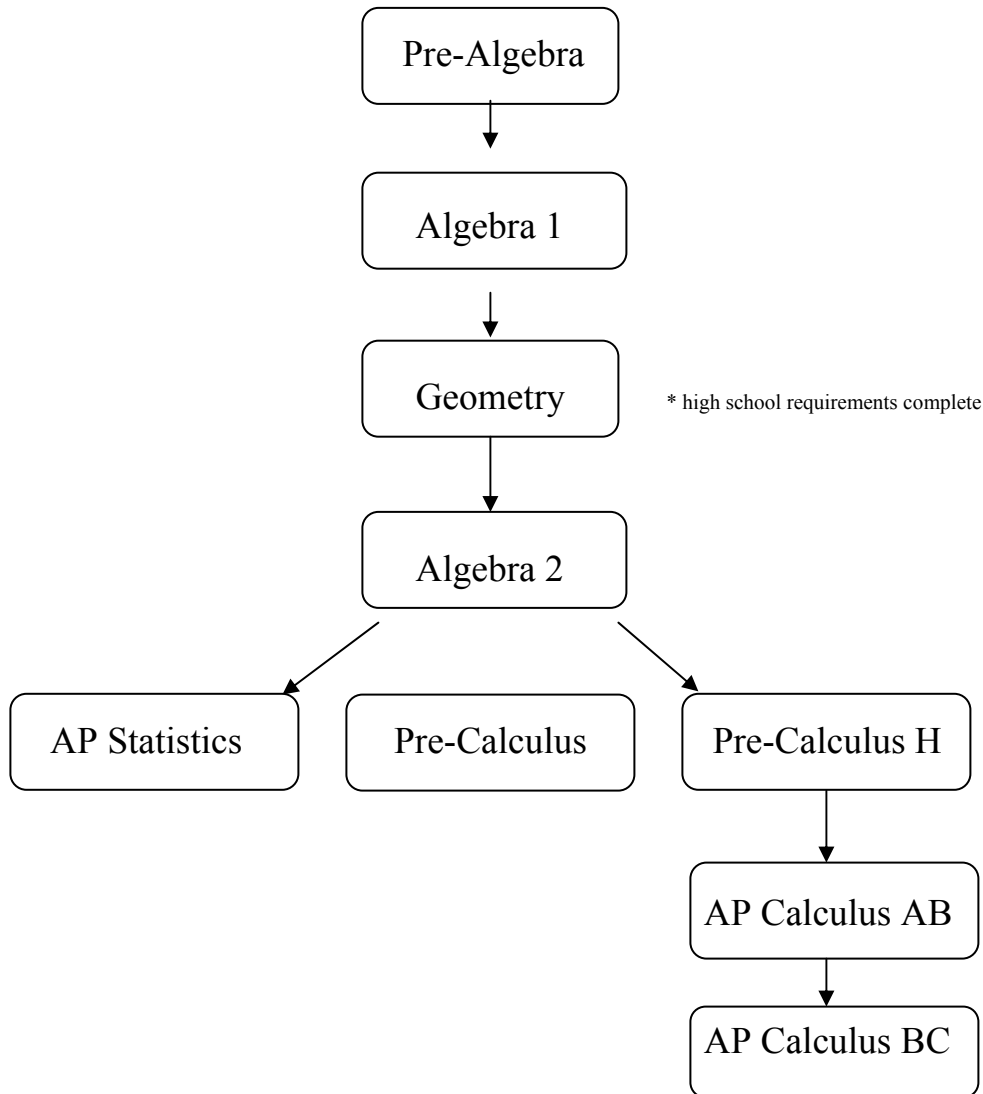 Pre-Algebra
Algebra 1
Geometry
* high school requirements complete
Algebra 2
AP Statistics
Pre-Calculus
Pre-Calculus H
AP Calculus AB
AP Calculus BC